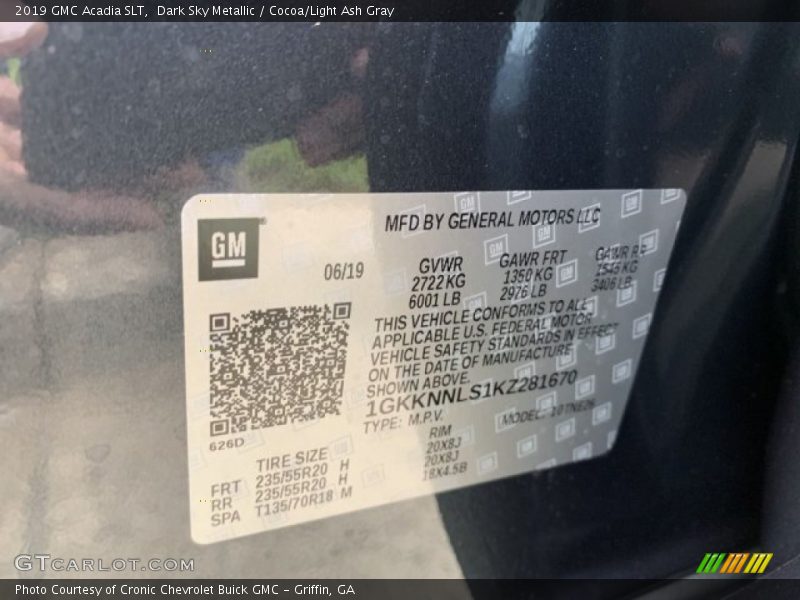 2019 GMC Acadia SLT, Dark Sky Metallic / Cocoa/Light Ash Gray
GM
MFD BY GENERAL MOTORS LLC
06/19
GVWR GAWR FRT GAWR RR
2722 KG 1350 KG 1545 KG
6001 LB 2976 LB 3406 LB
THIS VEHICLE CONFORMS TO ALL
APPLICABLE U.S. FEDERAL MOTOR
VEHICLE SAFETY STANDARDS IN EFFECT
ON THE DATE OF MANUFACTURE
SHOWN ABOVE.
1GKKNNLS1KZ281670
TYPE: M.P.V. MODEL: 1DTNE26
626D
TIRE SIZE RIM
FRT 235/55R20 H 20X8J
RR 235/55R20 H 20X8J
SPA T135/70R18 M 18X4.5B
GTCARLOT.COM
Photo Courtesy of Cronic Chevrolet Buick GMC - Griffin, GA